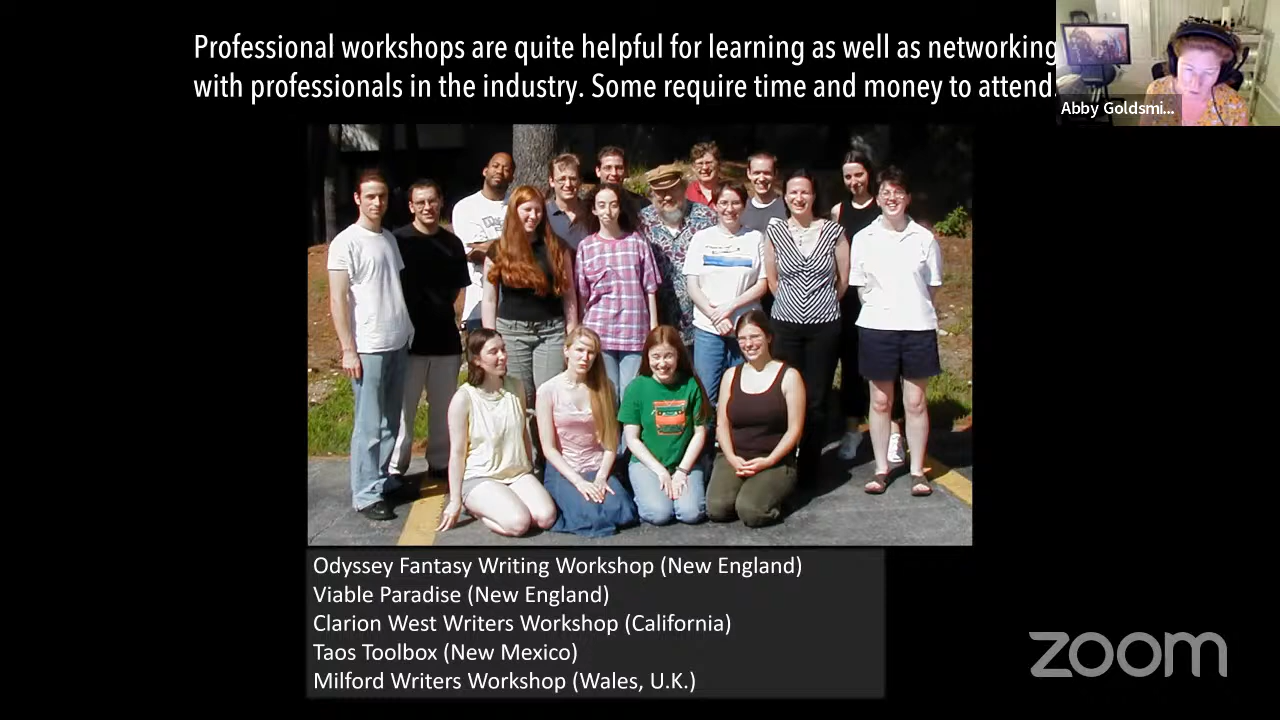 Professional workshops are quite helpful for learning as well as networking
with professionals in the industry. Some require time and money to attend.
Abby Goldsmi...
Odyssey Fantasy Writing Workshop (New England)
Viable Paradise (New England)
Clarion West Writers Workshop (California)
Taos Toolbox (New Mexico)
Milford Writers Workshop (Wales, U.K.)
zoom